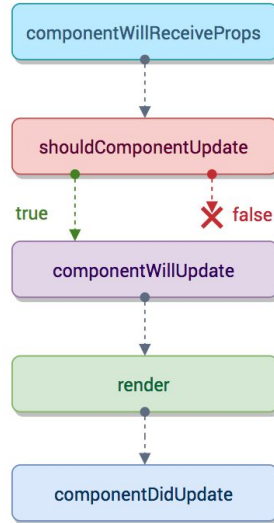 componentWillReceiveProps
shouldComponentUpdate
true
false
componentWillUpdate
render
componentDidUpdate